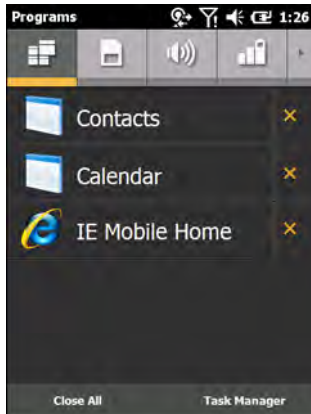 Programs 1:26
Contacts
Calendar
IE Mobile Home
Close All Task Manager